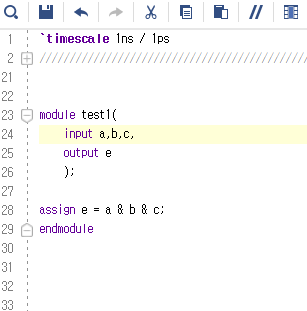 1 `timescale 1ns / 1ps
2 ////////////////////////////////////////
21
22
23 module test1(
24 input a,b,c,
25 output e
26 );
27
28 assign e = a & b & c;
29 endmodule
30
31
32
33